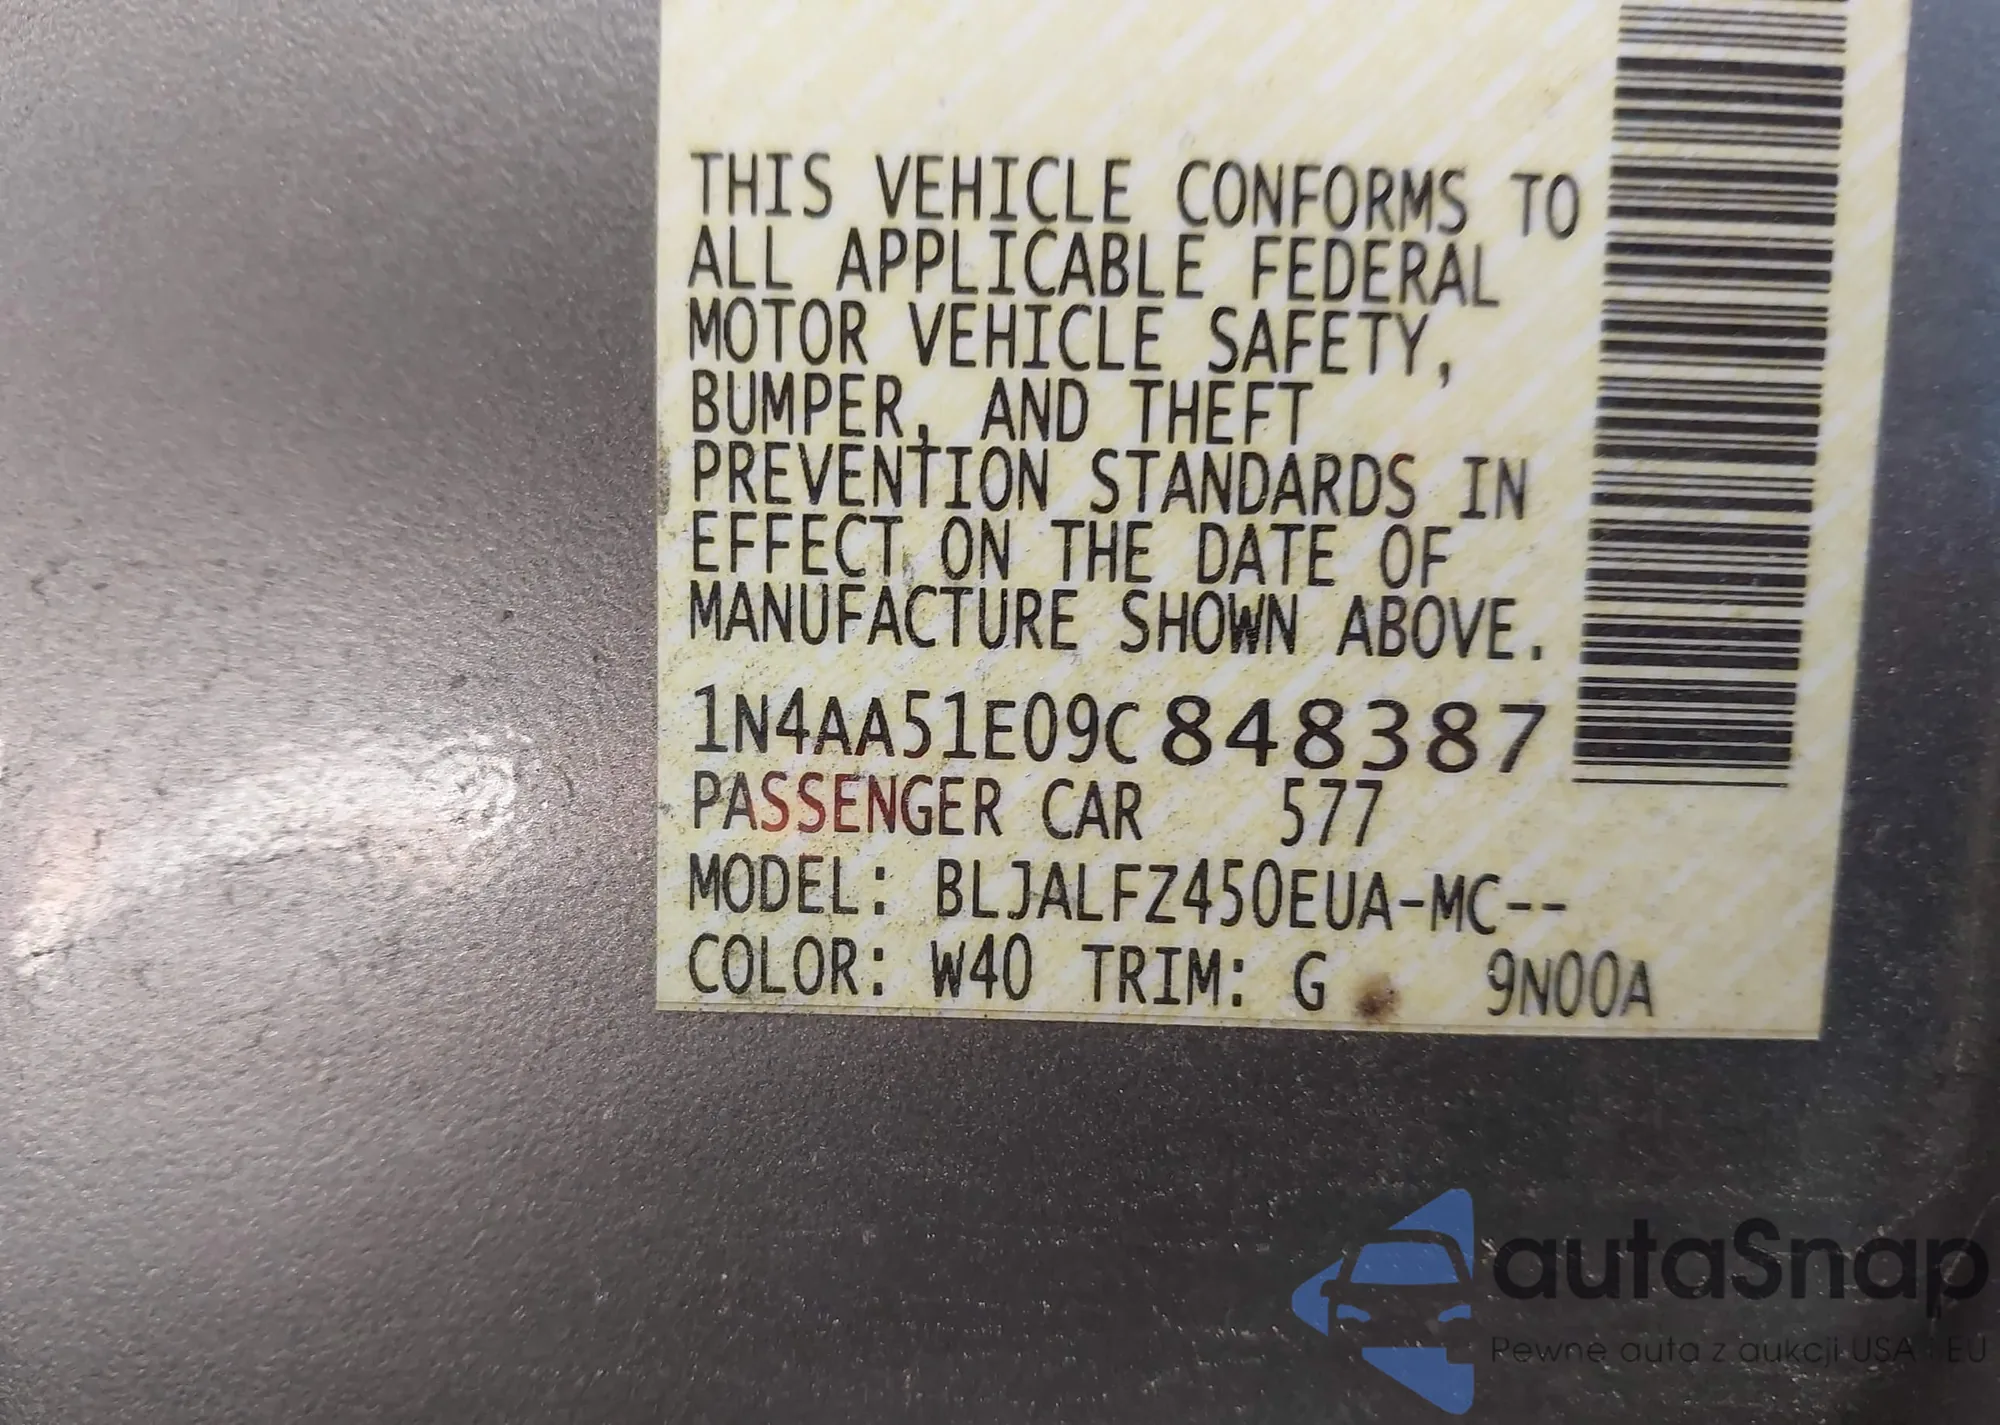 THIS VEHICLE CONFORMS TO
ALL APPLICABLE FEDERAL
MOTOR VEHICLE SAFETY,
BUMPER, AND THEFT
PREVENTION STANDARDS IN
EFFECT ON THE DATE OF
MANUFACTURE SHOWN ABOVE.
1N4AA51E09C848387
PASSENGER CAR 577
MODEL: BLJALFZ450EUA-MC--
COLOR: W40 TRIM: G 9N00A
autaSnap
Pewne auta z aukcji USA i EU